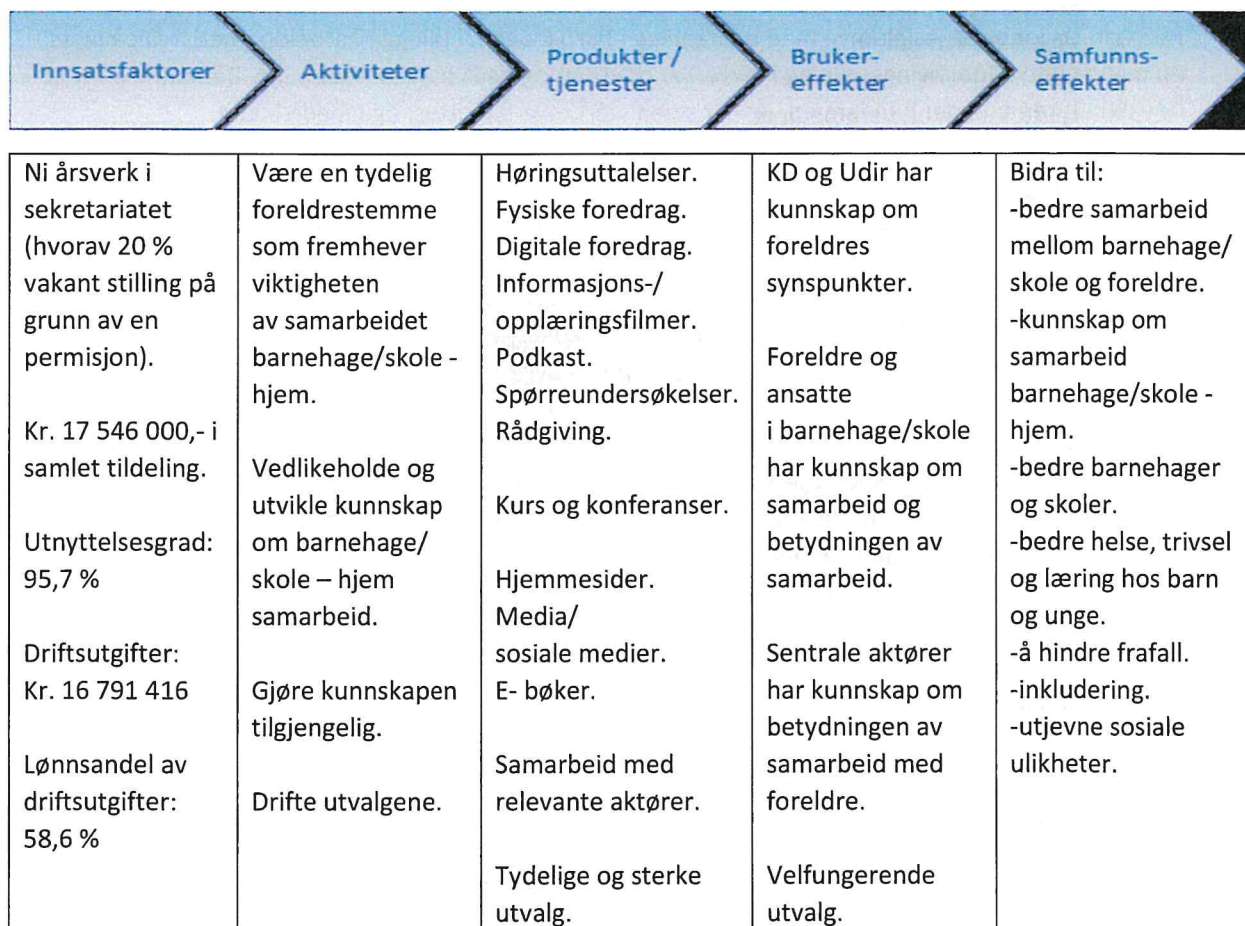 Innsatsfaktorer
Aktiviteter
Produkter/
tjenester
Bruker-
effekter
Samfunns-
effekter
Ni årsverk i
sekretariatet
(hvorav 20 %
vakant stilling på
grunn av en
permisjon).
Kr. 17 546 000,- i
samlet tildeling.
Utnyttelsesgrad:
95,7 %
Driftsutgifter:
Kr. 16 791 416
Lønnsandel av
driftsutgifter:
58,6 %
Være en tydelig
foreldrestemme
som fremhever
viktigheten
av samarbeidet
barnehage/skole -
hjem.
Vedlikeholde og
utvikle kunnskap
om barnehage/
skole – hjem
samarbeid.
Gjøre kunnskapen
tilgjengelig.
Drifte utvalgene.
Høringsuttalelser.
Fysiske foredrag.
Digitale foredrag.
Informasjons-/
opplæringsfilmer.
Podkast.
Spørreundersøkelser.
Rådgiving.
Kurs og konferanser.
Hjemmesider.
Media/
sosiale medier.
E- bøker.
Samarbeid med
relevante aktører.
Tydelige og sterke
utvalg.
KD og Udir har
kunnskap om
foreldres
synspunkter.
Foreldre og
ansatte
i barnehage/skole
har kunnskap om
samarbeid og
betydningen av
samarbeid.
Sentrale aktører
har kunnskap om
betydningen av
samarbeid med
foreldre.
Velfungerende
utvalg.
Bidra til:
-bedre samarbeid
mellom barnehage/
skole og foreldre.
-kunnskap om
samarbeid
barnehage/skole -
hjem.
-bedre barnehager
og skoler.
-bedre helse, trivsel
og læring hos barn
og unge.
-å hindre frafall.
-inkludering.
-utjevne sosiale
ulikheter.